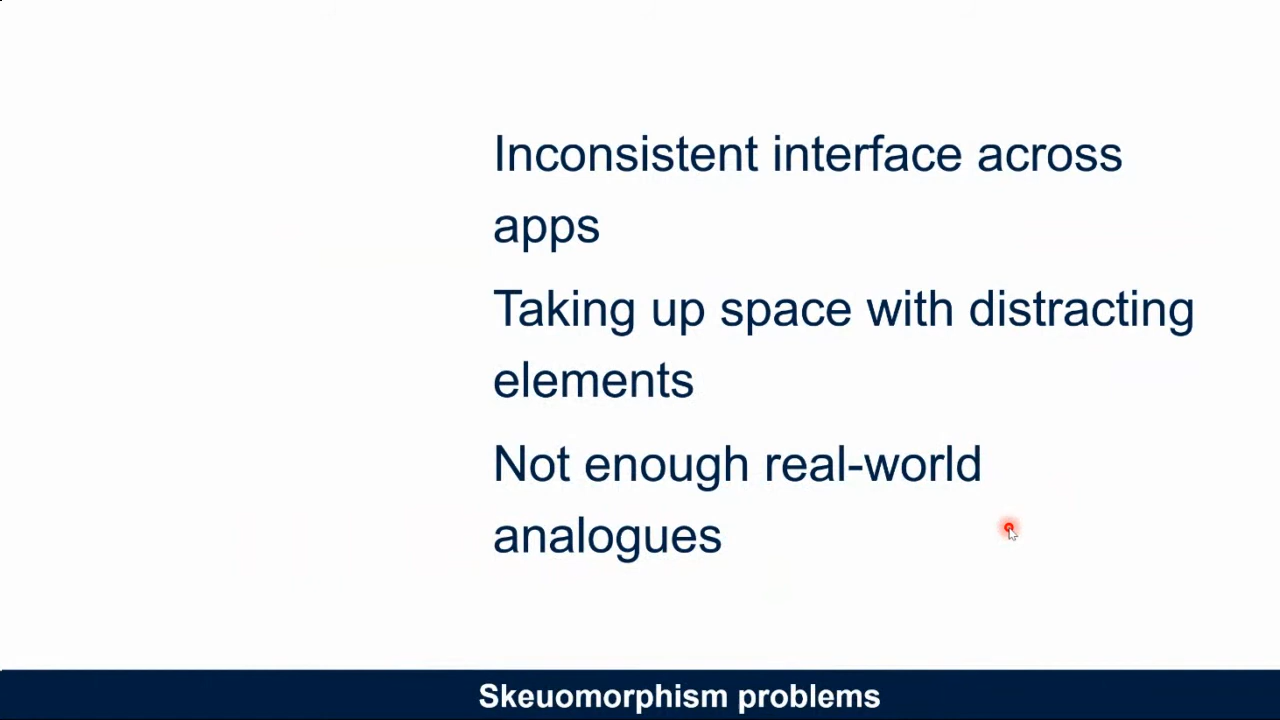 Inconsistent interface across
apps
Taking up space with distracting
elements
Not enough real-world
analogues
Skeuomorphism problems